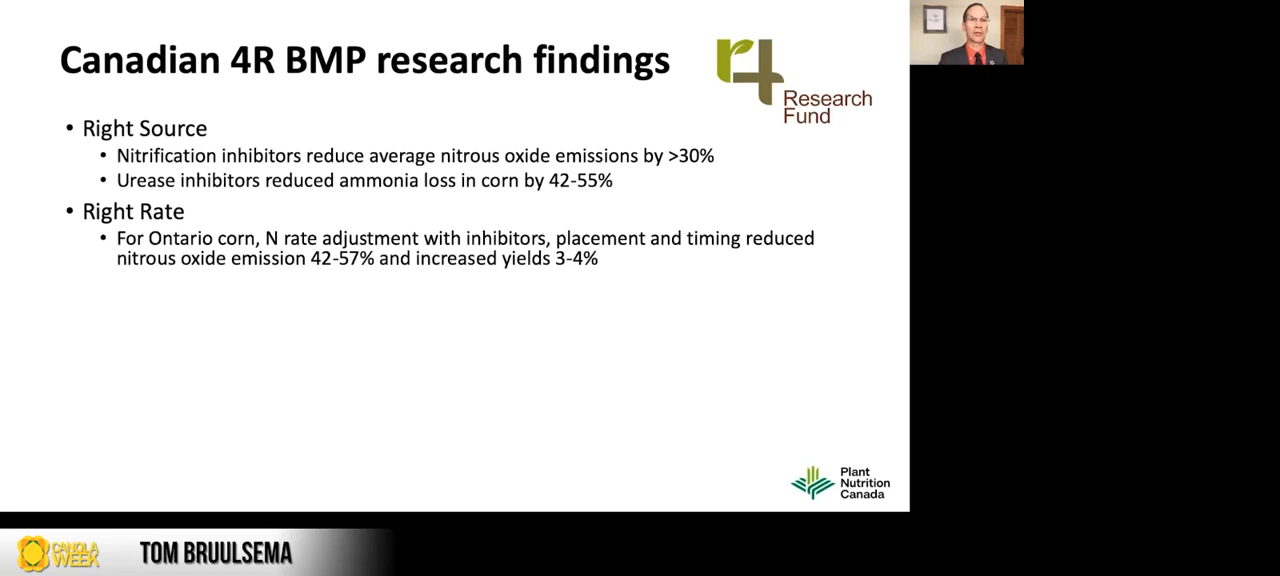 Canadian 4R BMP research findings
r4
Research
Fund
• Right Source
• Nitrification inhibitors reduce average nitrous oxide emissions by >30%
• Urease inhibitors reduced ammonia loss in corn by 42-55%
• Right Rate
• For Ontario corn, N rate adjustment with inhibitors, placement and timing reduced
nitrous oxide emission 42-57% and increased yields 3-4%
Plant
Nutrition
Canada
CANOLA
WEEK
TOM BRUULSEMA